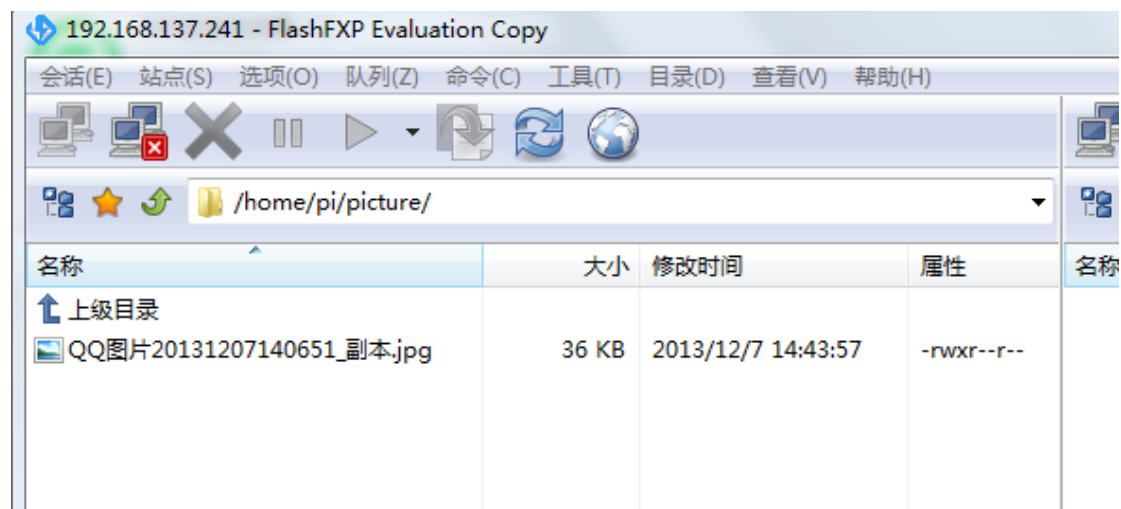 192.168.137.241 - FlashFXP Evaluation Copy
会话(E) 站点(S) 选项(O) 队列(Z) 命令(C) 工具(T) 目录(D) 查看(V) 帮助(H)
/home/pi/picture/
名称 大小 修改时间 属性 名称
上级目录
QQ图片20131207140651_副本.jpg 36 KB 2013/12/7 14:43:57 -rwxr--r--